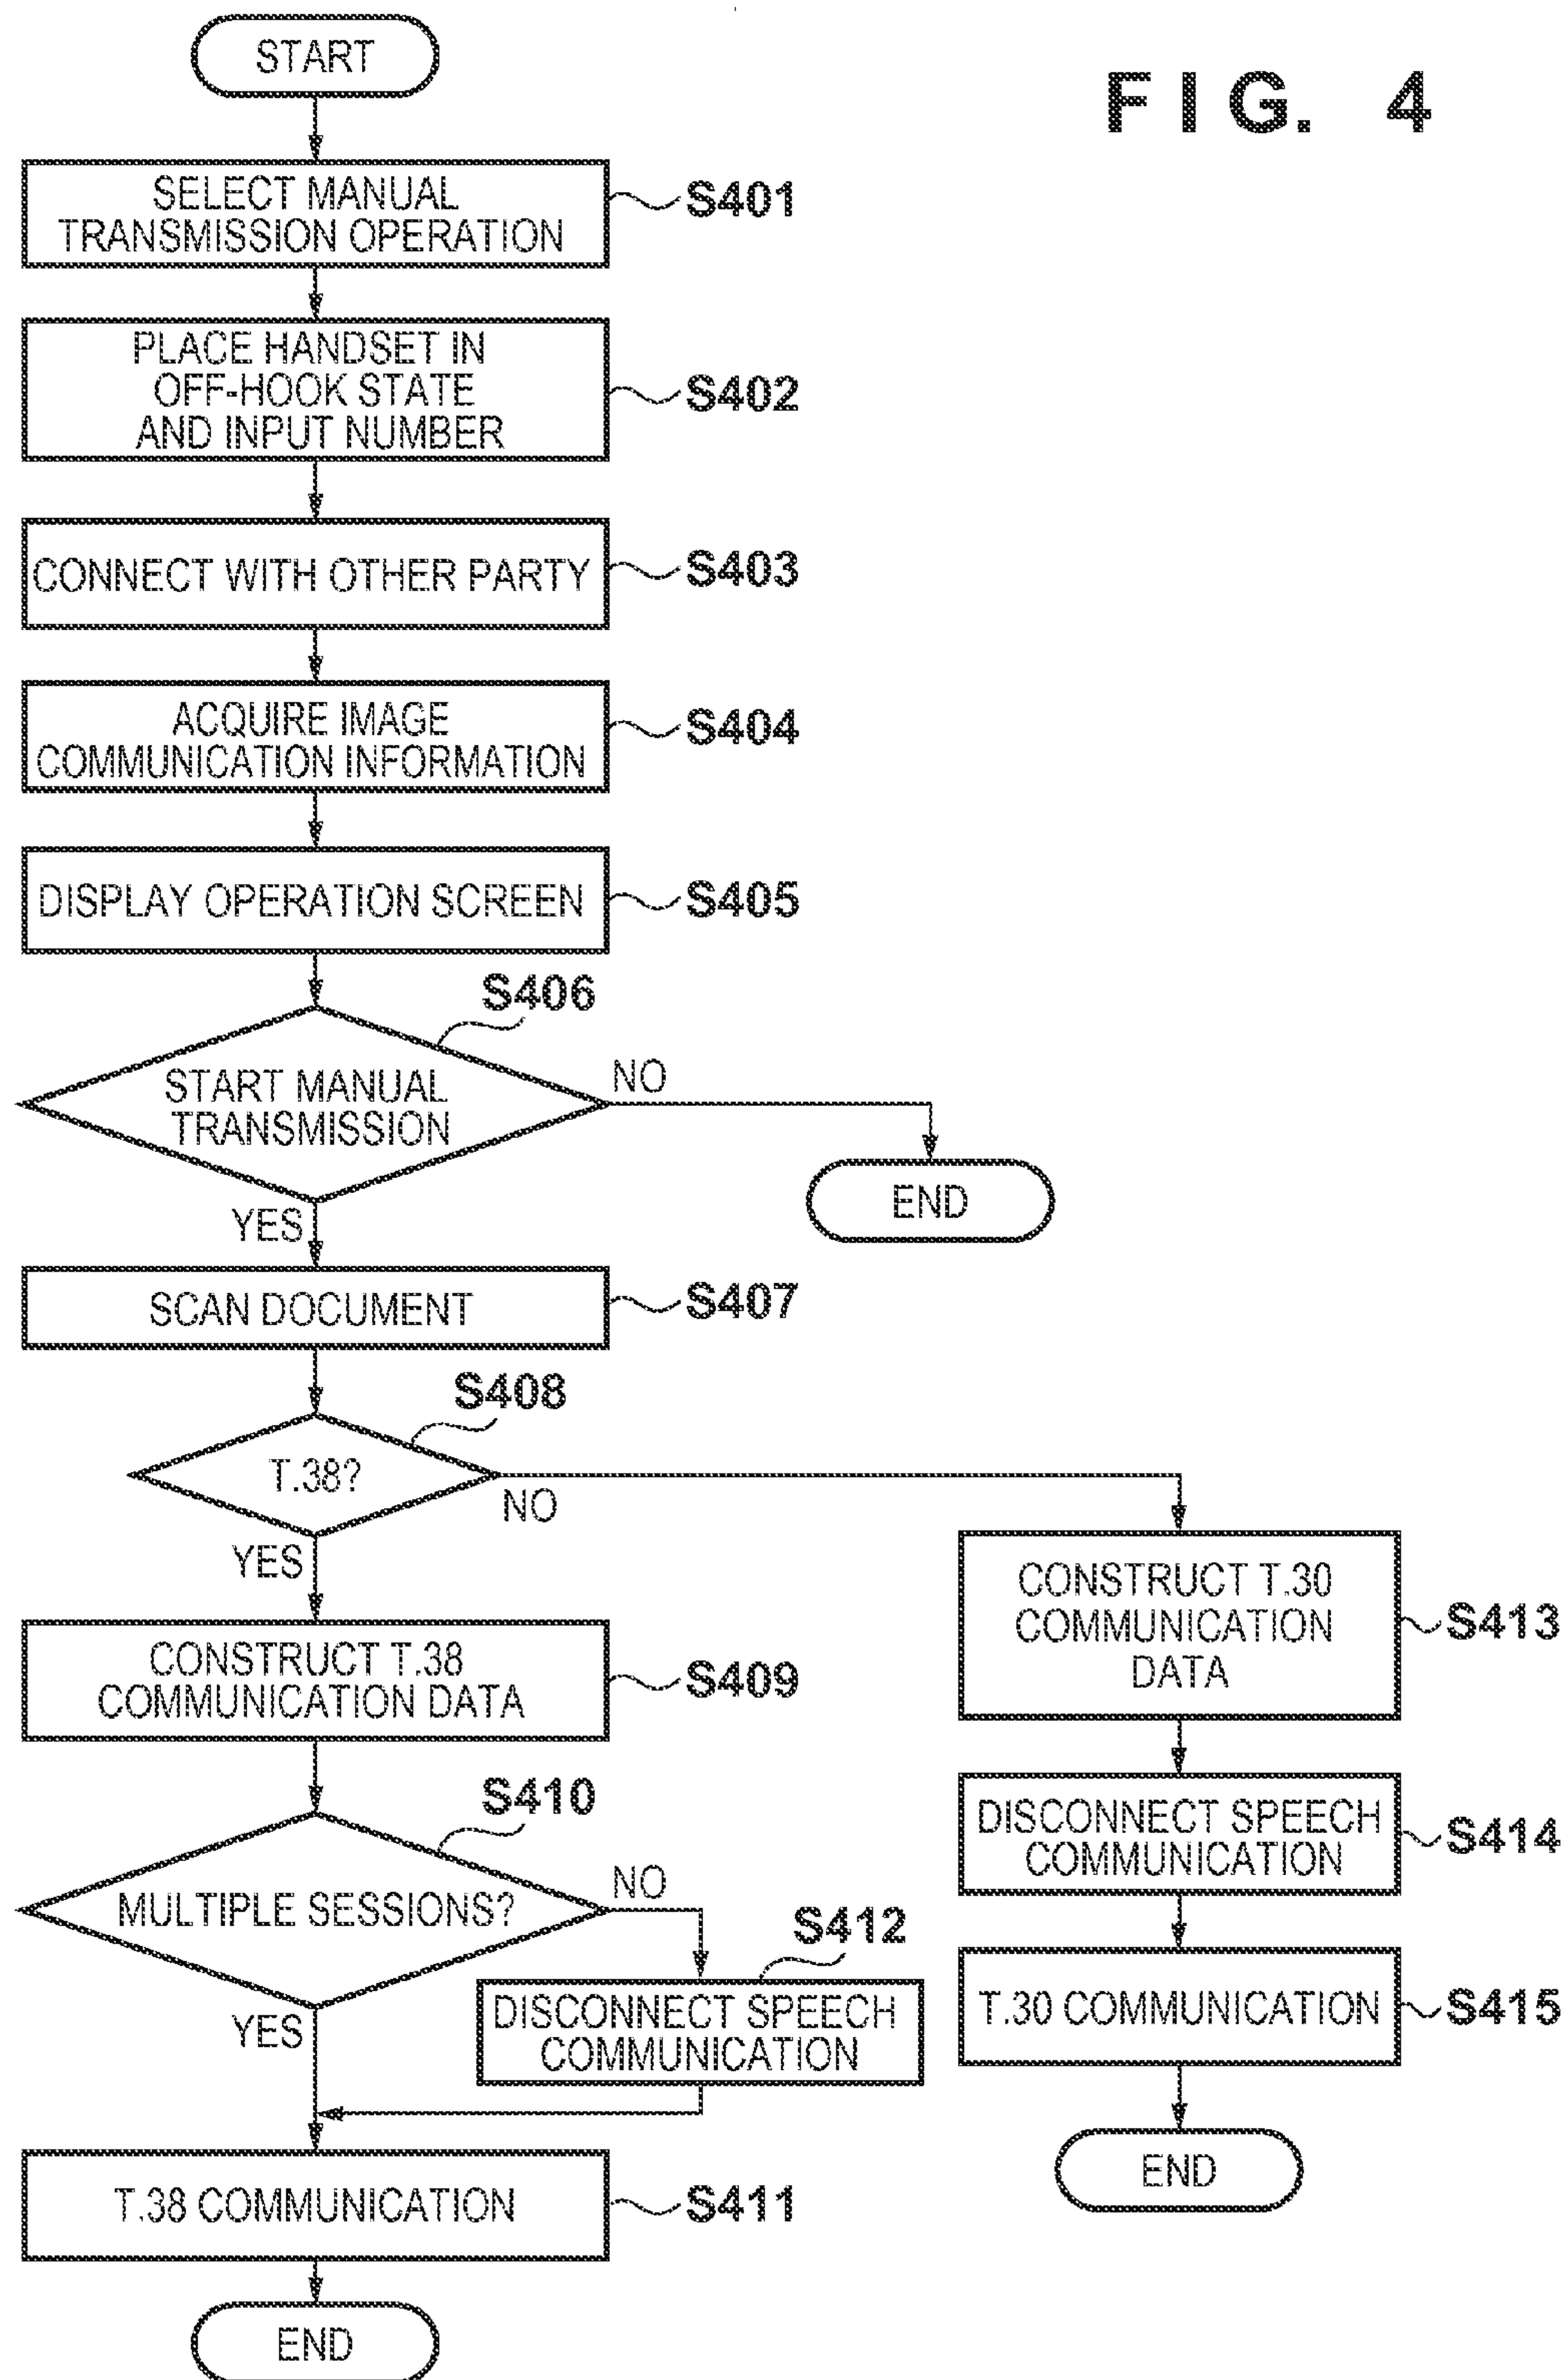 START
FIG. 4
SELECT MANUAL
TRANSMISSION OPERATION
S401
PLACE HANDSET IN
OFF-HOOK STATE
AND INPUT NUMBER
S402
CONNECT WITH OTHER PARTY
S403
ACQUIRE IMAGE
COMMUNICATION INFORMATION
S404
DISPLAY OPERATION SCREEN
S405
S406
START MANUAL
TRANSMISSION
NO
END
YES
SCAN DOCUMENT
S407
S408
T.38?
NO
YES
CONSTRUCT T.38
COMMUNICATION DATA
S409
S410
MULTIPLE SESSIONS?
NO
YES
S412
DISCONNECT SPEECH
COMMUNICATION
T.38 COMMUNICATION
S411
END
CONSTRUCT T.30
COMMUNICATION
DATA
S413
DISCONNECT SPEECH
COMMUNICATION
S414
T.30 COMMUNICATION
S415
END